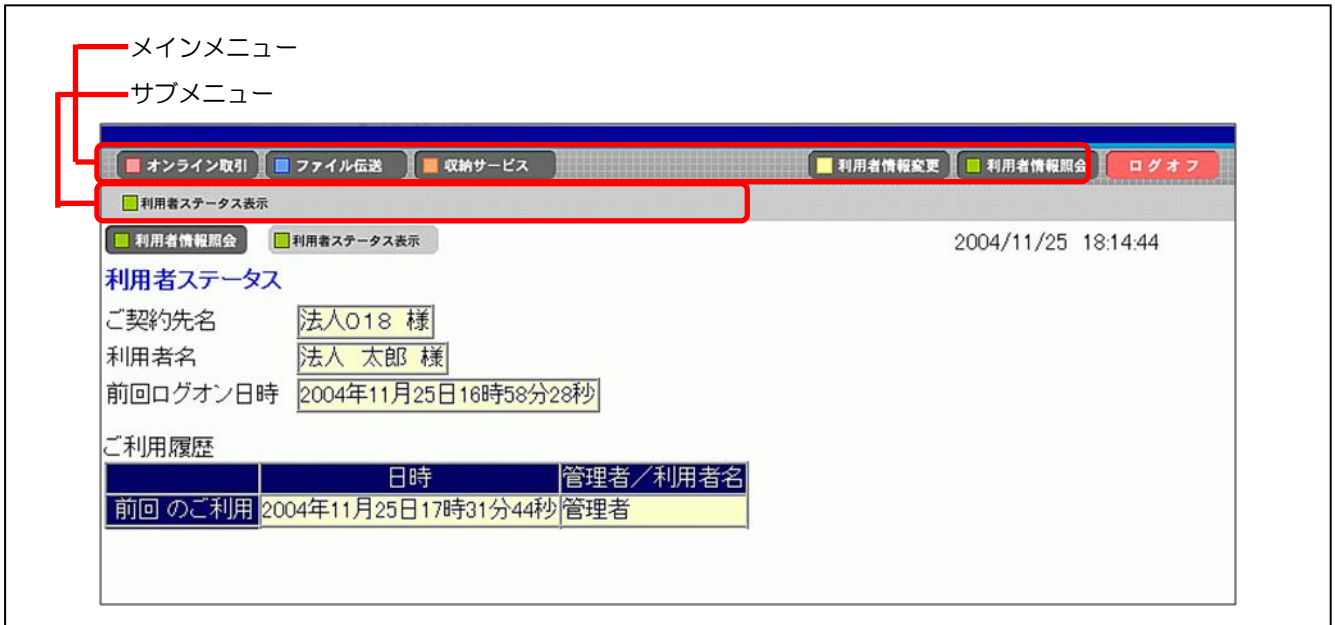 メインメニュー
サブメニュー
オンライン取引 ファイル伝送 収納サービス 利用者情報変更 利用者情報照会 ログオフ
利用者ステータス表示
利用者情報照会 利用者ステータス表示 2004/11/25 18:14:44
利用者ステータス
ご契約先名 法人018 様
利用者名 法人 太郎 様
前回ログオン日時 2004年11月25日16時58分28秒
ご利用履歴
日時 管理者／利用者名
前回 のご利用 2004年11月25日17時31分44秒 管理者